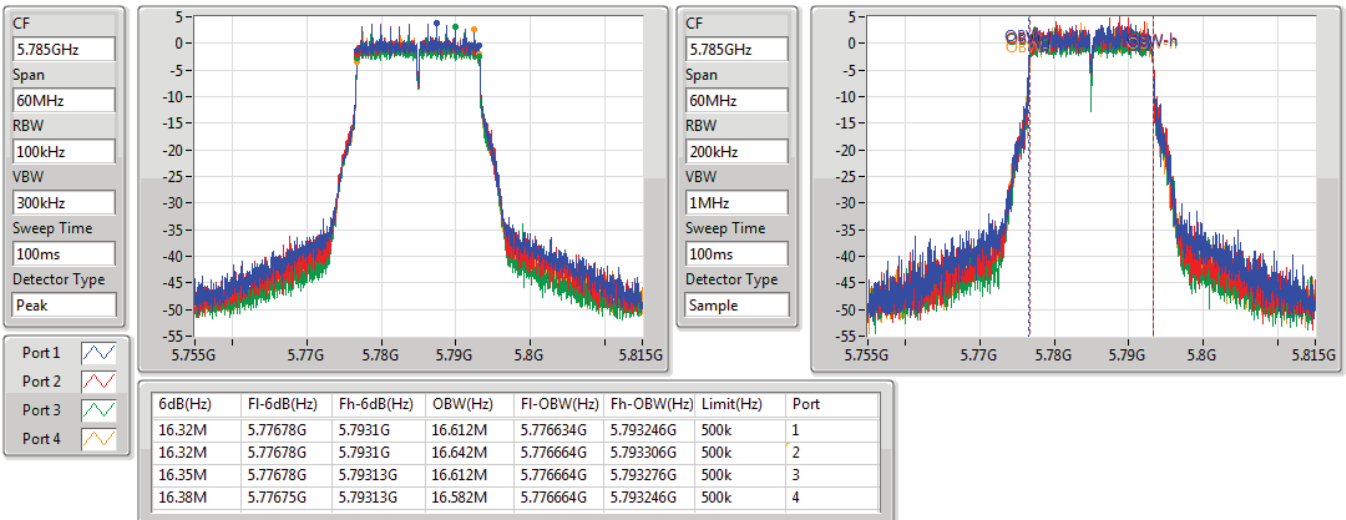 CF
5.785GHz
Span
60MHz
RBW
100kHz
VBW
300kHz
Sweep Time
100ms
Detector Type
Peak
5
0
-5
-10
-15
-20
-25
-30
-35
-40
-45
-50
-55
5.755G 5.77G 5.78G 5.79G 5.8G 5.815G
CF
5.785GHz
Span
60MHz
RBW
200kHz
VBW
1MHz
Sweep Time
100ms
Detector Type
Sample
5
0
-5
-10
-15
-20
-25
-30
-35
-40
-45
-50
-55
OBW-h
5.755G 5.77G 5.78G 5.79G 5.8G 5.815G
Port 1
Port 2
Port 3
Port 4
6dB(Hz) Fl-6dB(Hz) Fh-6dB(Hz) OBW(Hz) Fl-OBW(Hz) Fh-OBW(Hz) Limit(Hz) Port
16.32M 5.77678G 5.7931G 16.612M 5.776634G 5.793246G 500k 1
16.32M 5.77678G 5.7931G 16.642M 5.776664G 5.793306G 500k 2
16.35M 5.77678G 5.79313G 16.612M 5.776664G 5.793276G 500k 3
16.38M 5.77675G 5.79313G 16.582M 5.776664G 5.793246G 500k 4